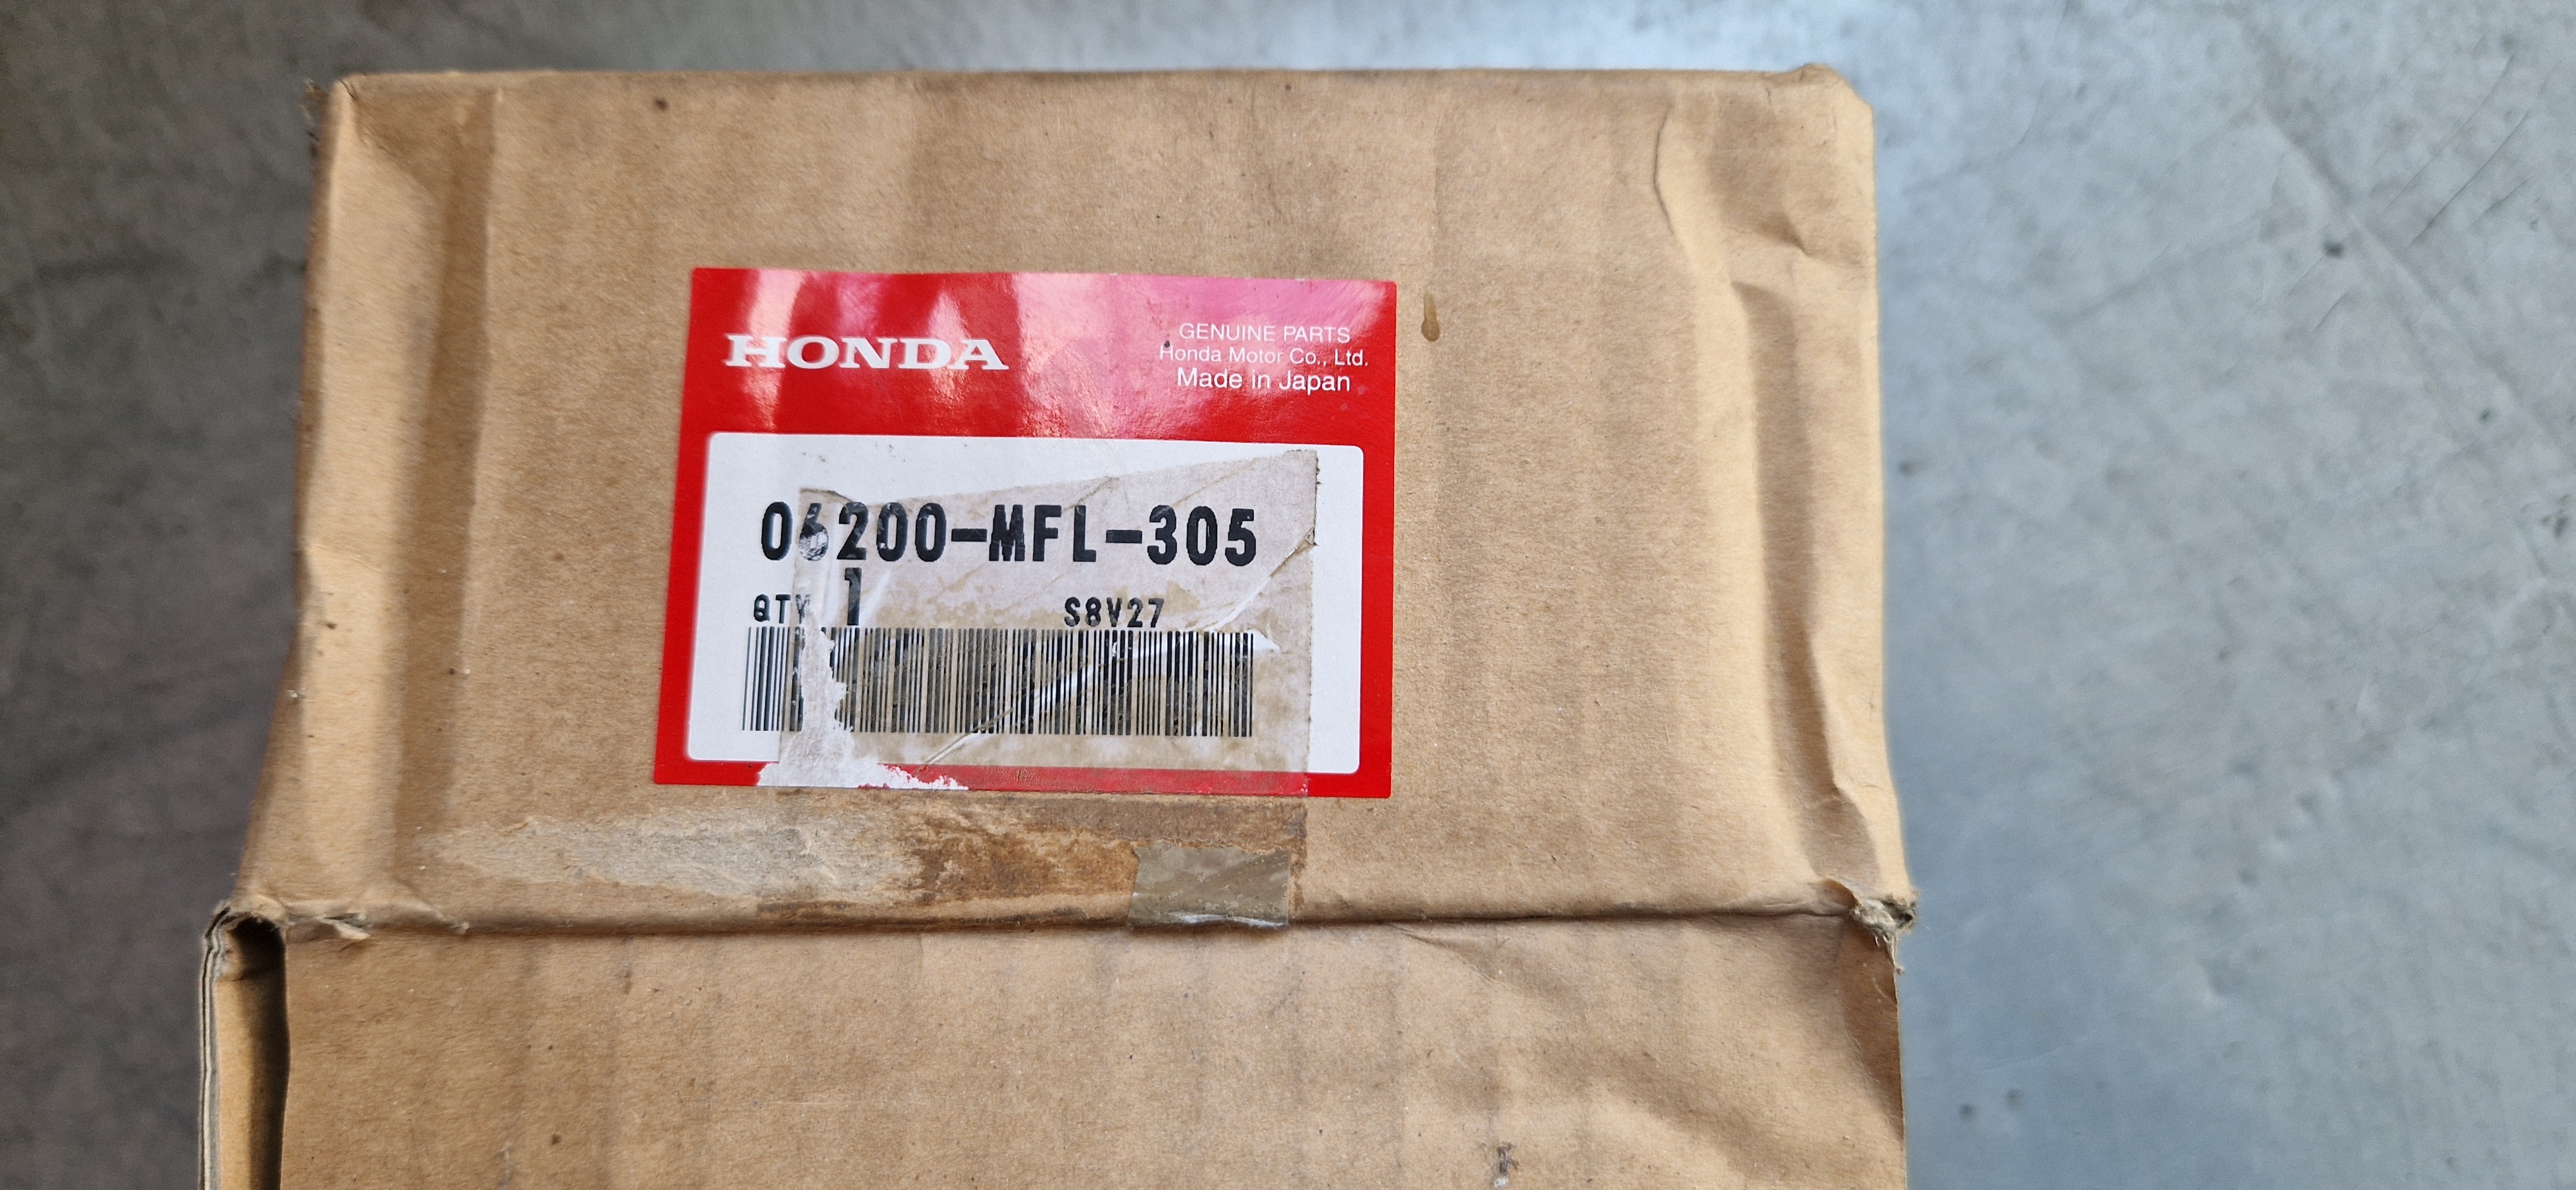 HONDA
GENUINE PARTS
Honda Motor Co., Ltd.
Made in Japan
06200-MFL-305
QTY 1 S8V27